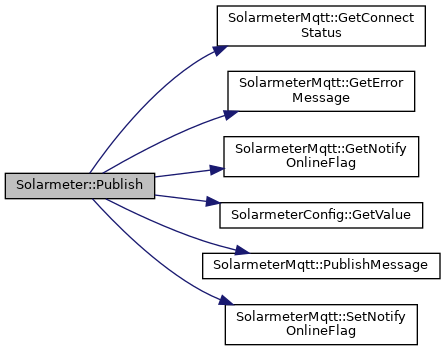 Solarmeter::Publish
SolarmeterMqtt::GetConnect
Status
SolarmeterMqtt::GetError
Message
SolarmeterMqtt::GetNotify
OnlineFlag
SolarmeterConfig::GetValue
SolarmeterMqtt::PublishMessage
SolarmeterMqtt::SetNotify
OnlineFlag